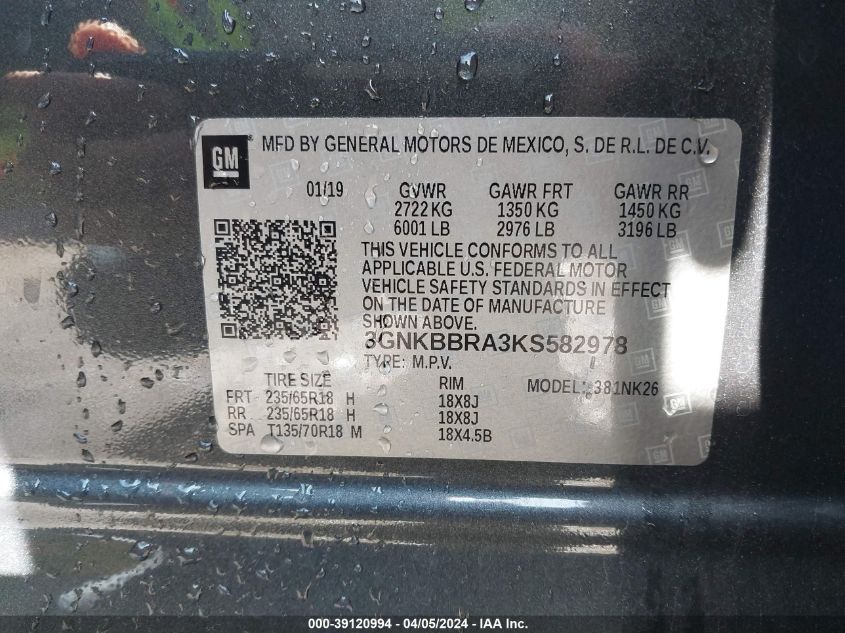 GM MFD BY GENERAL MOTORS DE MEXICO, S. DE R.L. DE C.V.
01/19 GVWR GAWR FRT GAWR RR
2722 KG 1350 KG 1450 KG
6001 LB 2976 LB 3196 LB
THIS VEHICLE CONFORMS TO ALL
APPLICABLE U.S. FEDERAL MOTOR
VEHICLE SAFETY STANDARDS IN EFFECT
ON THE DATE OF MANUFACTURE
SHOWN ABOVE.
3GNKBBRA3KS582978
TYPE: M.P.V.
TIRE SIZE RIM MODEL: 381NK26
FRT 235/65R18 H 18X8J
RR 235/65R18 H 18X8J
SPA T135/70R18 M 18X4.5B
000-39120994 - 04/05/2024 - IAA Inc.